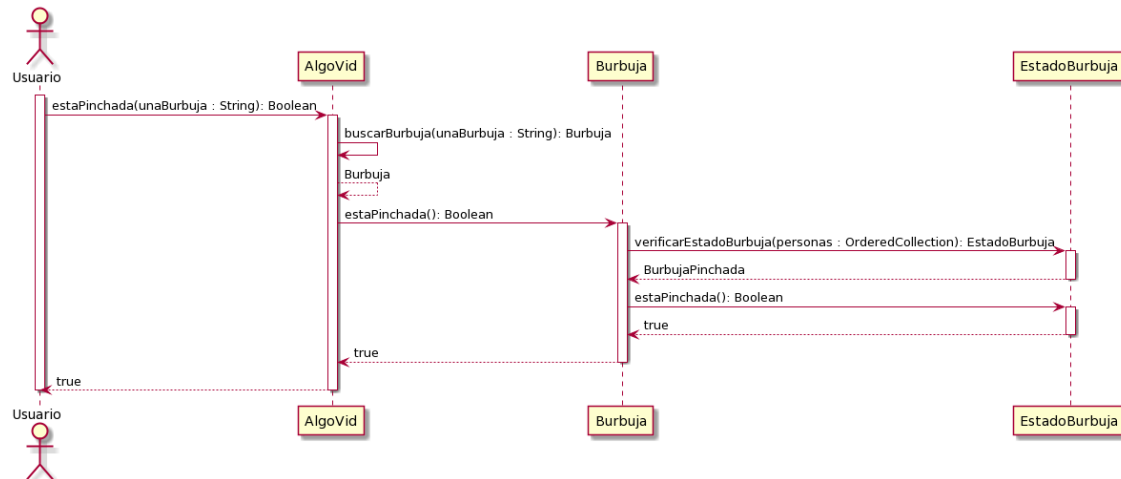 Usuario
AlgoVid
Burbuja
EstadoBurbuja
estaPinchada(unaBurbuja : String): Boolean
buscarBurbuja(unaBurbuja : String): Burbuja
Burbuja
estaPinchada(): Boolean
verificarEstadoBurbuja(personas : OrderedCollection): EstadoBurbuja
BurbujaPinchada
estaPinchada(): Boolean
true
true
true
Usuario
AlgoVid
Burbuja
EstadoBurbuja